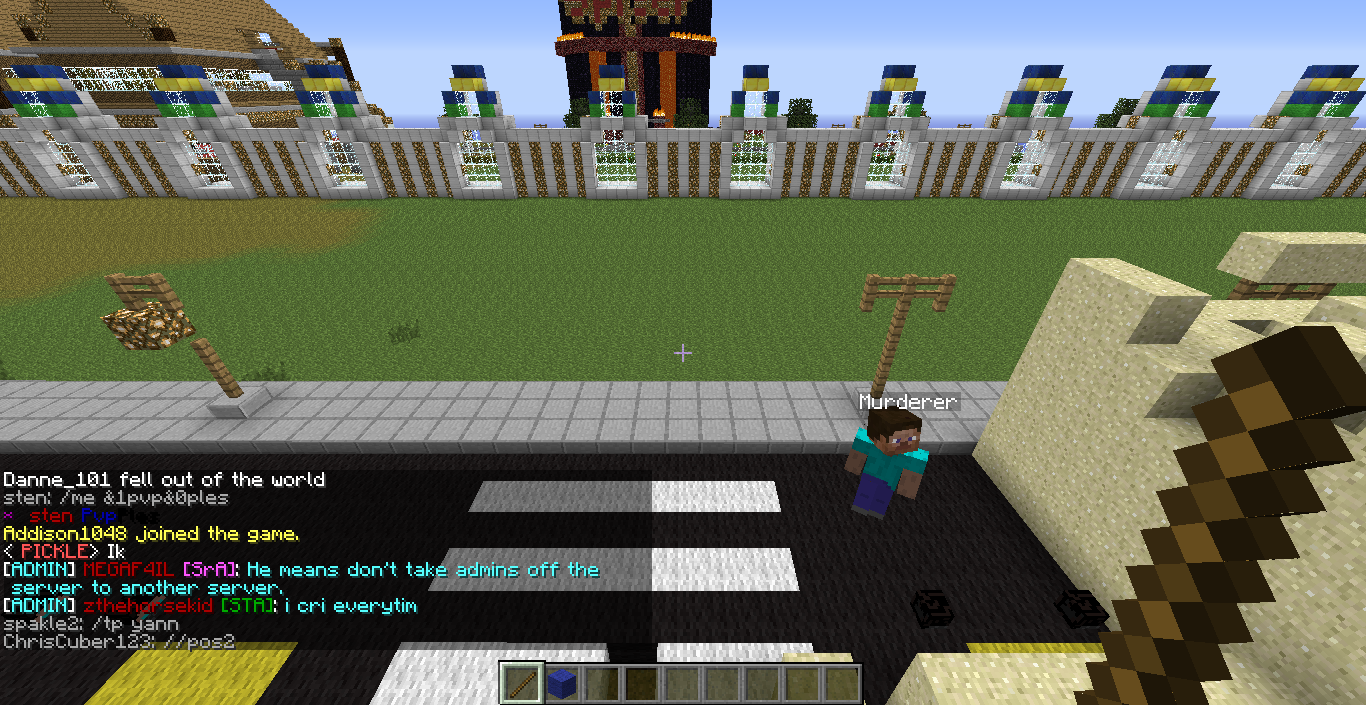 Murderer
Danne_101 fell out of the world
sten: /me &1pvp&0ples
* sten PvpPles
Addison1048 joined the game.
< PICKLE> Ik
[ADMIN] MEGAF4IL [SrA]: He means don't take admins off the
server to another server.
[ADMIN] zthehorsekid [STA]: i cri everytim
spakle2: /tp yann
ChrisCuber123: //pos2